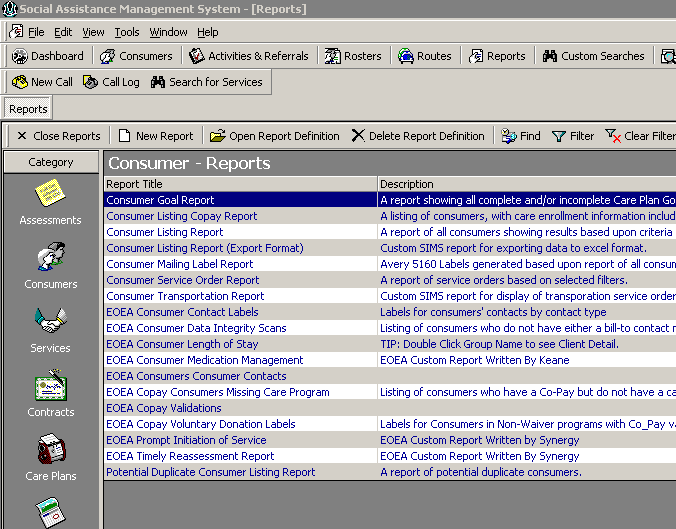 Social Assistance Management System - [Reports]
File Edit View Tools Window Help
Dashboard Consumers Activities & Referrals Rosters Routes Reports Custom Searches
New Call Call Log Search for Services
Reports
Close Reports New Report Open Report Definition Delete Report Definition Find Filter Clear Filter
Category Consumer - Reports
Report Title Description
Consumer Goal Report A report showing all complete and/or incomplete Care Plan Go
Consumer Listing Copay Report A listing of consumers, with care enrollment information includ
Consumer Listing Report A report of all consumers showing results based upon criteria
Consumer Listing Report (Export Format) Custom SIMS report for exporting data to excel format.
Consumer Mailing Label Report Avery 5160 Labels generated based upon report of all consum
Consumer Service Order Report A report of service orders based on selected filters.
Consumer Transportation Report Custom SIMS report for display of transporation service order
EOEA Consumer Contact Labels Labels for consumers' contacts by contact type
EOEA Consumer Data Integrity Scans Listing of consumers who do not have either a bill-to contact r
EOEA Consumer Length of Stay TIP: Double Click Group Name to see Client Detail.
EOEA Consumer Medication Management EOEA Custom Report Written By Keane
EOEA Consumers Consumer Contacts
EOEA Copay Consumers Missing Care Program Listing of consumers who have a Co-Pay but do not have a ca
EOEA Copay Validations
EOEA Copay Voluntary Donation Labels Labels for Consumers in Non-Waiver programs with Co_Pay va
EOEA Prompt Initiation of Service EOEA Custom Report Written by Synergy
EOEA Timely Reassessment Report EOEA Custom Report Written by Synergy
Potential Duplicate Consumer Listing Report A report of potential duplicate consumers.
Assessments
Consumers
Services
Contracts
Care Plans